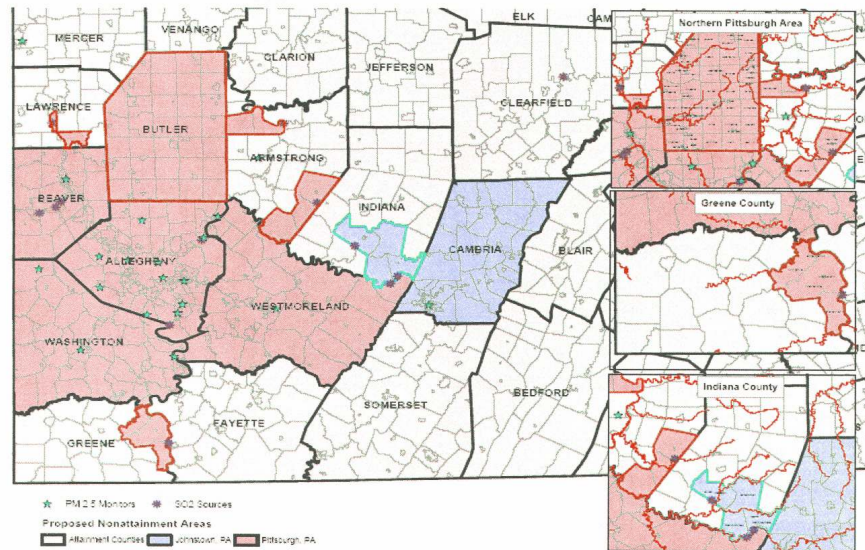 ELK
CAM
VENANGO
MERCER
CLARION
JEFFERSON
CLEARFIELD
LAWRENCE
BUTLER
ARMSTRONG
INDIANA
BEAVER
CAMBRIA
BLAIR
ALLEGHENY
WESTMORELAND
WASHINGTON
SOMERSET
BEDFORD
FAYETTE
GREENE
Northern Pittsburgh Area
Greene County
Indiana County
PM 2.5 Monitors
SO2 Sources
Proposed Nonattainment Areas
Attainment Counties
Johnstown, PA
Pittsburgh, PA